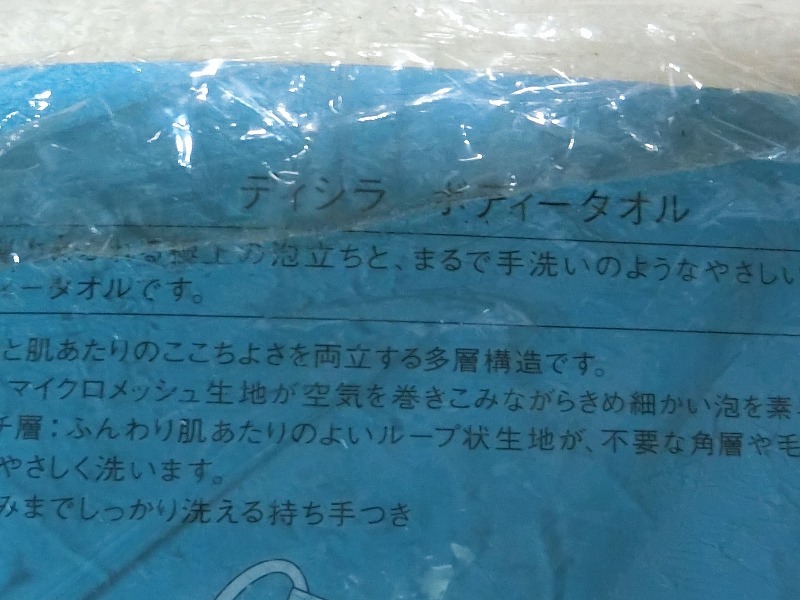 ティシラ ボディータオル
極上の泡立ちと、まるで手洗いのようなやさしい
ータオルです。
と肌あたりのここちよさを両立する多層構造です。
マイクロメッシュ生地が空気を巻きこみながらきめ細かい泡を素
チ層：ふんわり肌あたりのよいループ状生地が、不要な角層や毛
やさしく洗います。
みまでしっかり洗える持ち手つき